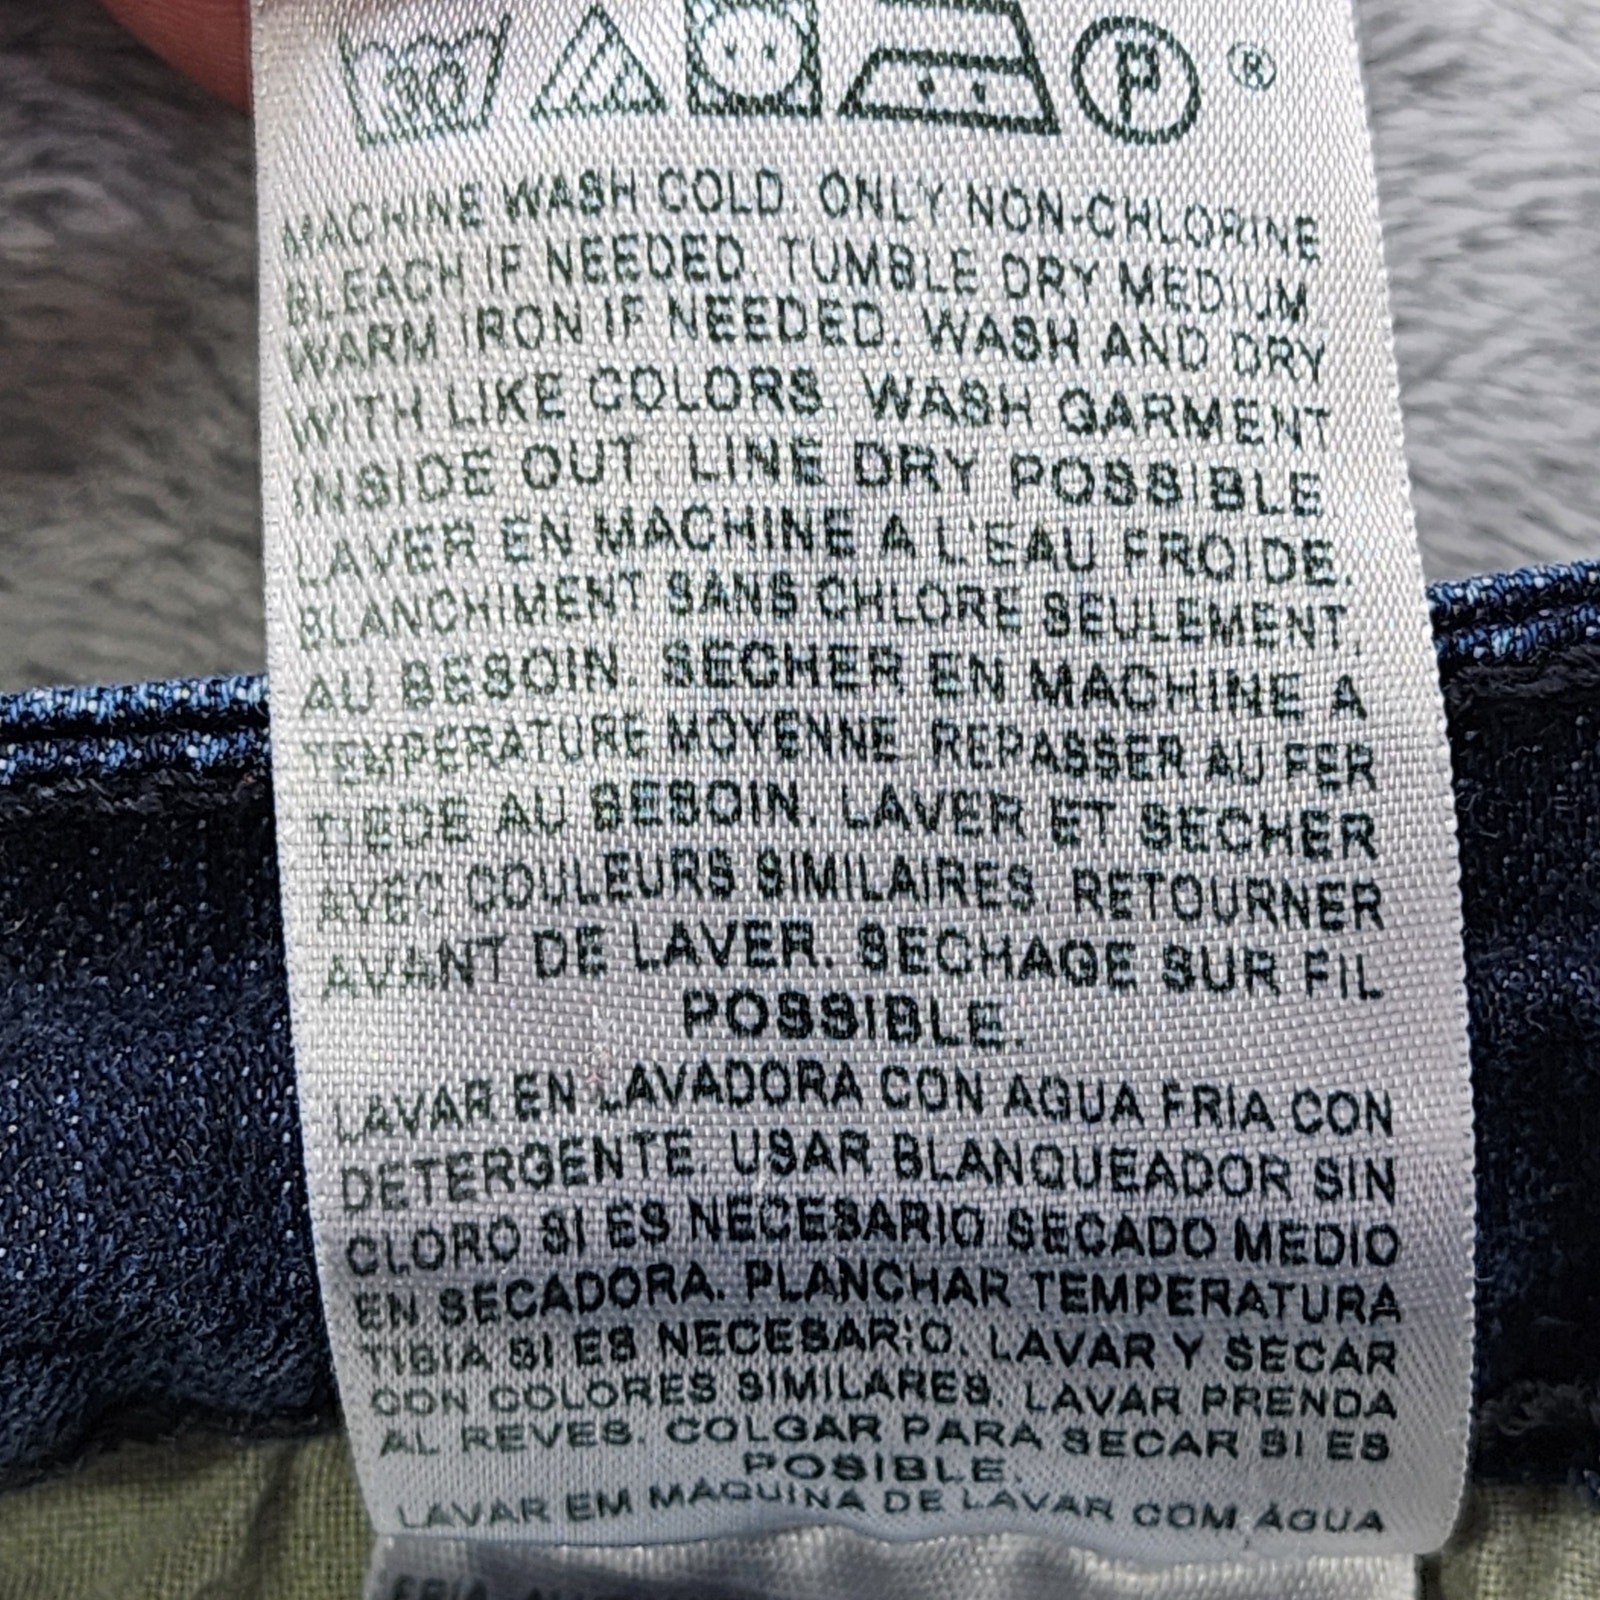 30
P ®
MACHINE WASH COLD. ONLY NON-CHLORINE
BLEACH IF NEEDED. TUMBLE DRY MEDIUM.
WARM IRON IF NEEDED. WASH AND DRY
WITH LIKE COLORS. WASH GARMENT
INSIDE OUT. LINE DRY POSSIBLE.
LAVER EN MACHINE A L'EAU FROIDE.
BLANCHIMENT SANS CHLORE SEULEMENT,
AU BESOIN. SECHER EN MACHINE A
TEMPERATURE MOYENNE. REPASSER AU FER
TIEDE AU BESOIN. LAVER ET SECHER
AVEC COULEURS SIMILAIRES. RETOURNER
AVANT DE LAVER. SECHAGE SUR FIL
POSSIBLE.
LAVAR EN LAVADORA CON AGUA FRIA CON
DETERGENTE. USAR BLANQUEADOR SIN
CLORO SI ES NECESARIO SECADO MEDIO
EN SECADORA. PLANCHAR TEMPERATURA
TIBIA SI ES NECESARIO. LAVAR Y SECAR
CON COLORES SIMILARES. LAVAR PRENDA
AL REVES. COLGAR PARA SECAR SI ES
POSIBLE.
LAVAR EM MAQUINA DE LAVAR COM ÁGUA